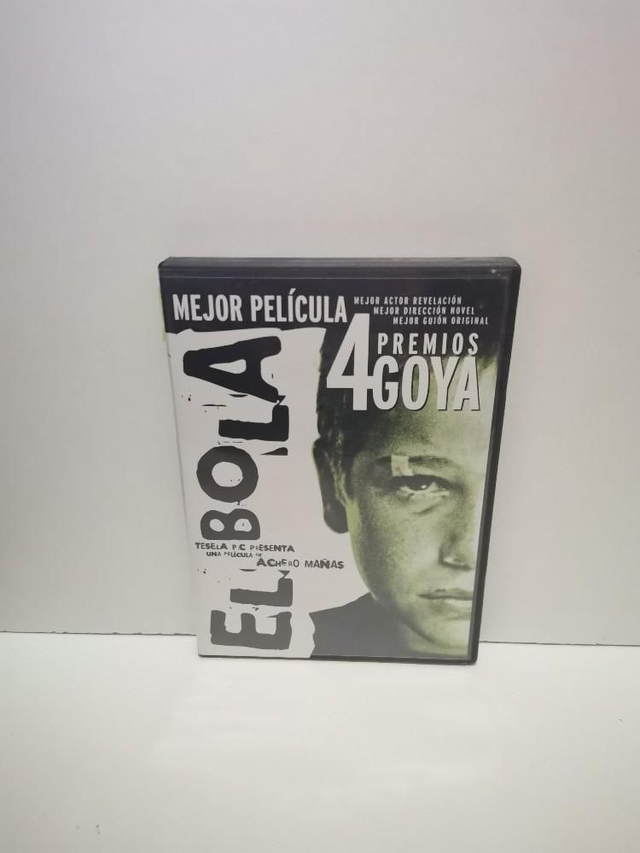 MEJOR PELÍCULA
MEJOR ACTOR REVELACIÓN
MEJOR DIRECCIÓN NOVEL
MEJOR GUIÓN ORIGINAL
4 PREMIOS
GOYA
EL BOLA
TESELA P.C. PRESENTA
UNA PELÍCULA DE
ACHERO MAÑAS